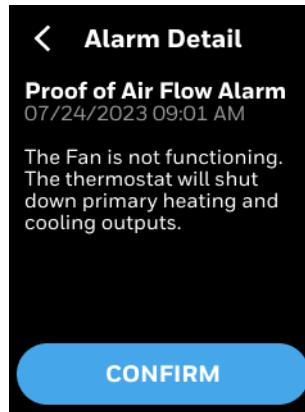 Alarm Detail
Proof of Air Flow Alarm
07/24/2023 09:01 AM
The Fan is not functioning.
The thermostat will shut
down primary heating and
cooling outputs.
CONFIRM